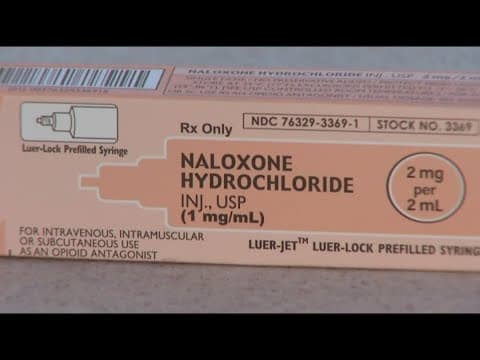 NALOXONE HYDROCHLORIDE INJ., USP
Rx Only
NDC 76329-3369-1
STOCK NO. 3369
Luer-Lock Prefilled Syringe
NALOXONE
HYDROCHLORIDE
INJ., USP
(1 mg/mL)
2 mg
per
2 mL
FOR INTRAVENOUS, INTRAMUSCULAR
OR SUBCUTANEOUS USE
AS AN OPIOID ANTAGONIST
LUER-JET™ LUER-LOCK PREFILLED SYRING